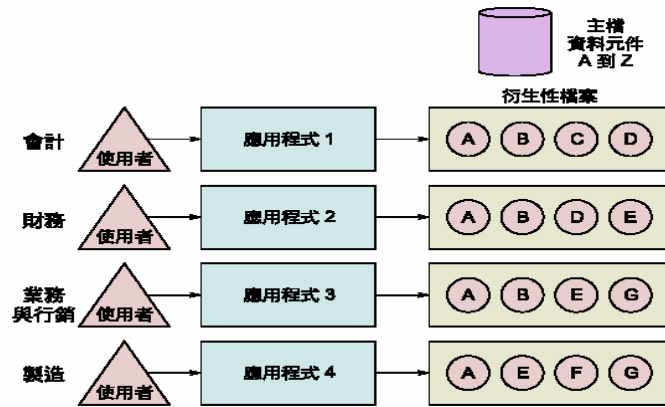 主檔
資料元件
A 到 Z
衍生性檔案
會計
使用者
應用程式 1
A B C D
財務
使用者
應用程式 2
A B D E
業務
與行銷
使用者
應用程式 3
A B E G
製造
使用者
應用程式 4
A E F G